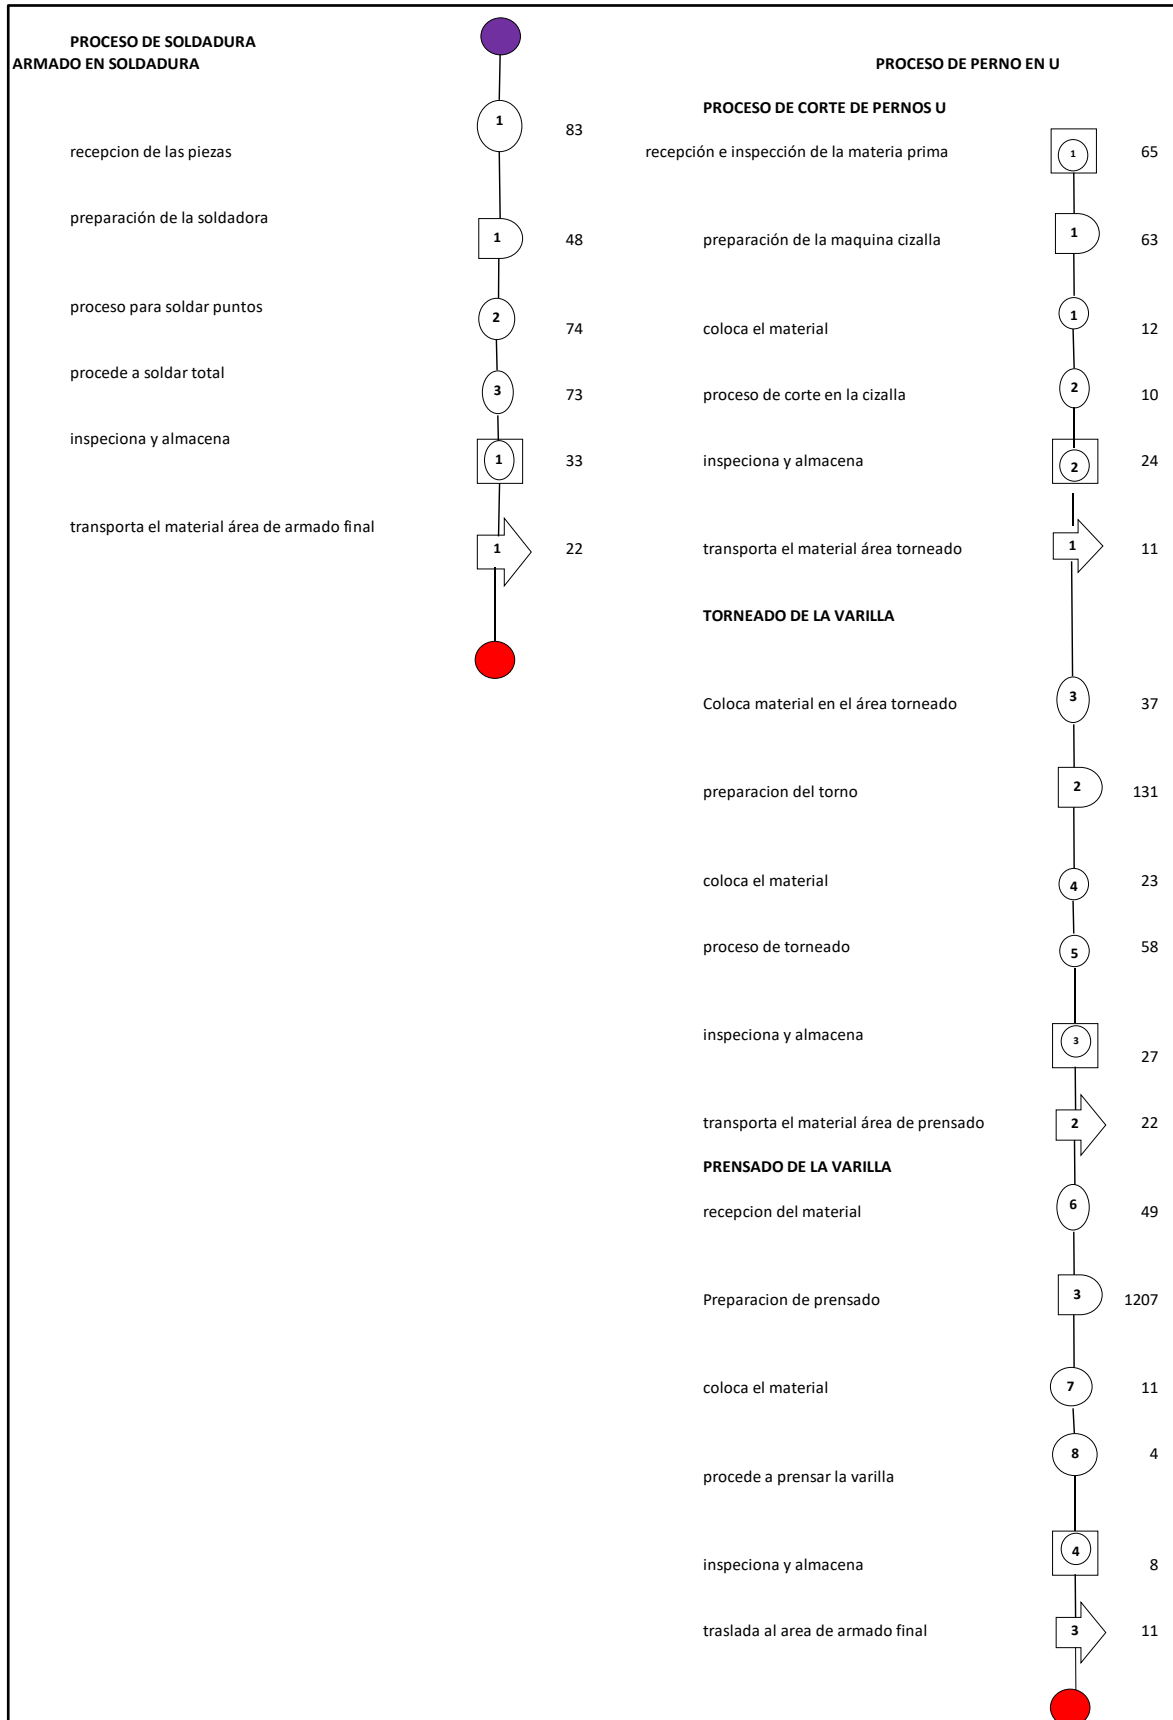 PROCESO DE SOLDADURA
ARMADO EN SOLDADURA
recepcion de las piezas
1
83
preparación de la soldadora
1
48
proceso para soldar puntos
2
74
procede a soldar total
3
73
inspeciona y almacena
1
33
transporta el material área de armado final
1
22
PROCESO DE PERNO EN U
PROCESO DE CORTE DE PERNOS U
recepción e inspección de la materia prima
1
65
preparación de la maquina cizalla
1
63
coloca el material
1
12
proceso de corte en la cizalla
2
10
inspeciona y almacena
2
24
transporta el material área torneado
1
11
TORNEADO DE LA VARILLA
Coloca material en el área torneado
3
37
preparacion del torno
2
131
coloca el material
4
23
proceso de torneado
5
58
inspeciona y almacena
3
27
transporta el material área de prensado
2
22
PRENSADO DE LA VARILLA
recepcion del material
6
49
Preparacion de prensado
3
1207
coloca el material
7
11
procede a prensar la varilla
8
4
inspeciona y almacena
4
8
traslada al area de armado final
3
11